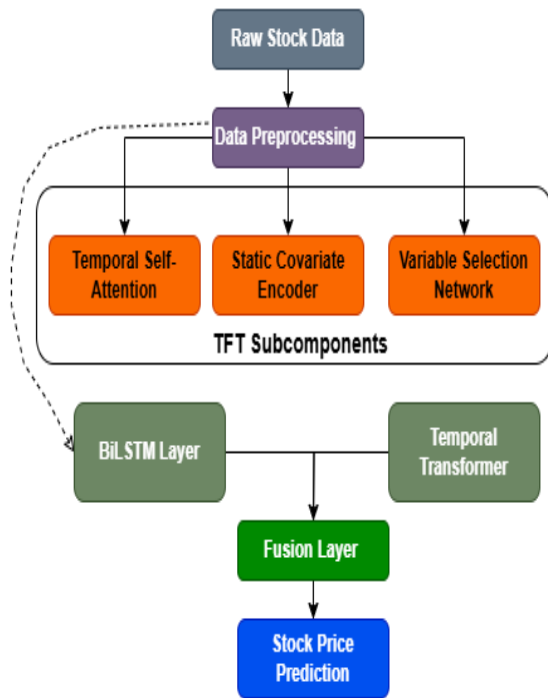 Raw Stock Data
Data Preprocessing
Temporal Self-
Attention
Static Covariate
Encoder
Variable Selection
Network
TFT Subcomponents
BiLSTM Layer
Temporal
Transformer
Fusion Layer
Stock Price
Prediction